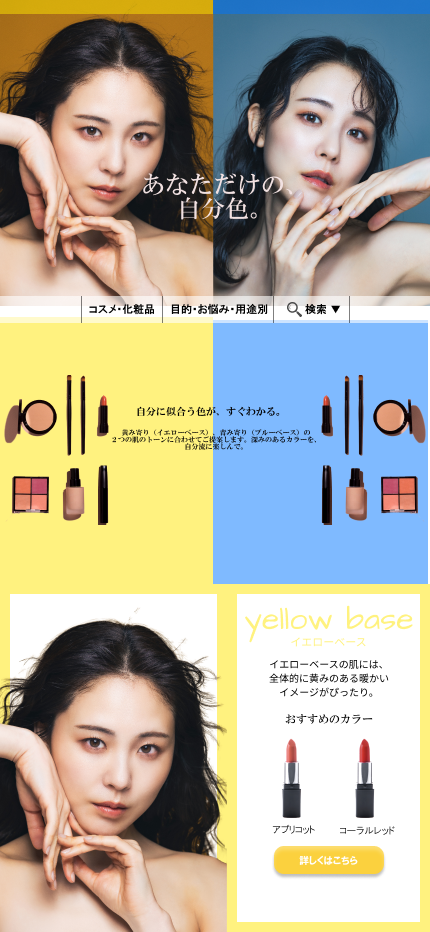 あなただけの、
自分色。
コスメ・化粧品
目的・お悩み・用途別
検索 ▼
自分に似合う色が、すぐわかる。
黄み寄り（イエローベース）、青み寄り（ブルーベース）の
２つの肌のトーンに合わせてご提案します。深みのあるカラーを、
自分流に楽しんで。
yellow base
イエローベース
イエローベースの肌には、
全体的に黄みのある暖かい
イメージがぴったり。
おすすめのカラー
アプリコット
コーラルレッド
詳しくはこちら